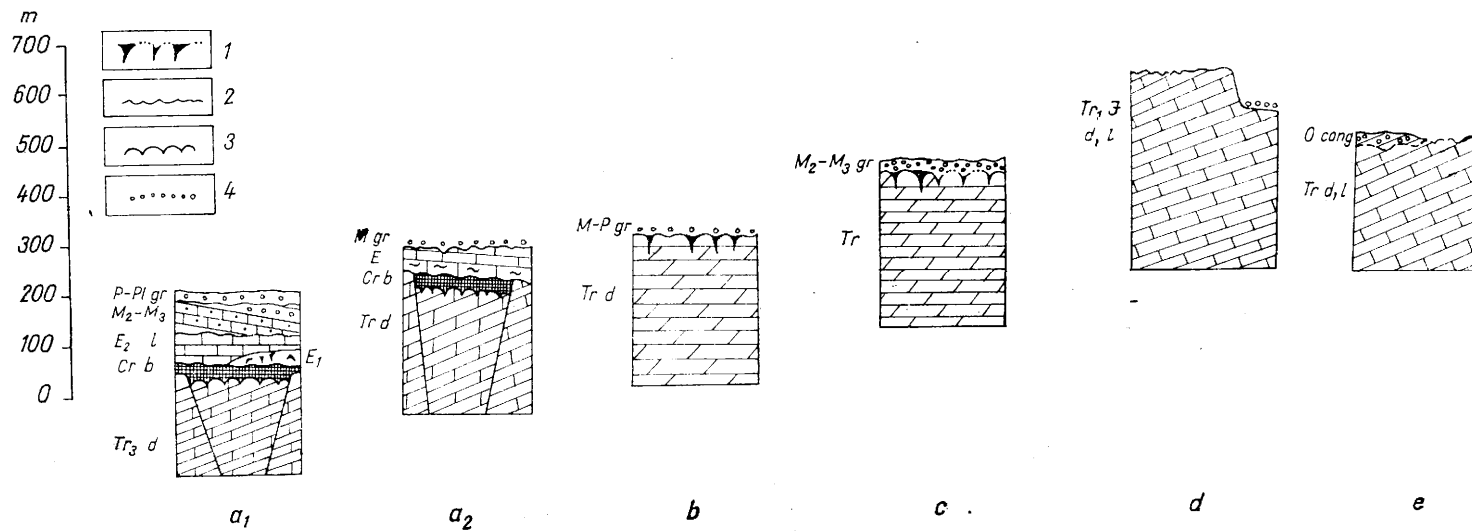 m
700
600
500
400
300
200
100
0
1
2
3
4
P-Pl gr
M₂-M₃
E₂ l
Cr b
E₁
Tr₃ d
a₁
M gr
E
Cr b
Tr d
a₂
M-P gr
Tr d
b
M₂-M₃ gr
Tr
c
Tr, J
d, l
d
O cong
Tr d, l
e